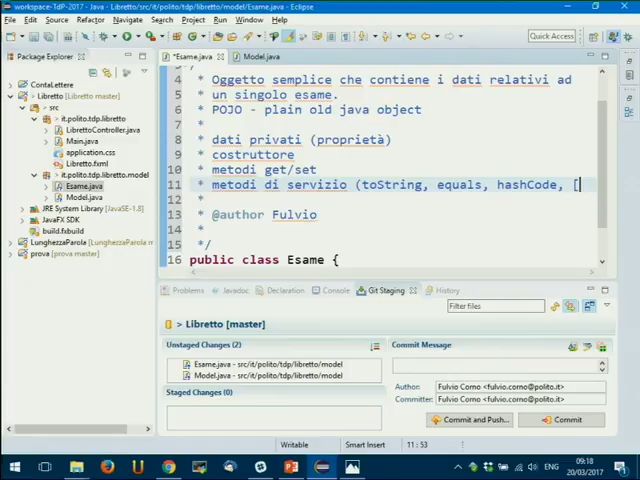 workspace-TdP-2017 - Java - Libretto/src/it/polito/tdp/libretto/model/Esame.java - Eclipse
File Edit Source Refactor Navigate Search Project Run Window Help
Quick Access
Package Explorer
ContaLettere
Libretto [Libretto master]
src
it.polito.tdp.libretto
LibrettoController.java
Main.java
application.css
Libretto.fxml
it.polito.tdp.libretto.model
Esame.java
Model.java
JRE System Library [JavaSE-1.8]
JavaFX SDK
build.fxbuild
LunghezzaParola [Libretto master]
prova [prova master]
*Esame.java
Model.java
4 * Oggetto semplice che contiene i dati relativi ad
5 * un singolo esame.
6 * POJO - plain old java object
7 *
8 * dati privati (proprietà)
9 * costruttore
10 * metodi get/set
11 * metodi di servizio (toString, equals, hashCode, [
12 *
13 * @author Fulvio
14 *
15 */
16 public class Esame {
Problems Javadoc Declaration Console Git Staging History
Filter files
> Libretto [master]
Unstaged Changes (2)
Esame.java - src/it/polito/tdp/libretto/model
Model.java - src/it/polito/tdp/libretto/model
Staged Changes (0)
Commit Message
Author: Fulvio Corno <fulvio.corno@polito.it>
Committer: Fulvio Corno <fulvio.corno@polito.it>
Commit and Push...
Commit
Writable Smart Insert 11 : 53
09:18
20/03/2017